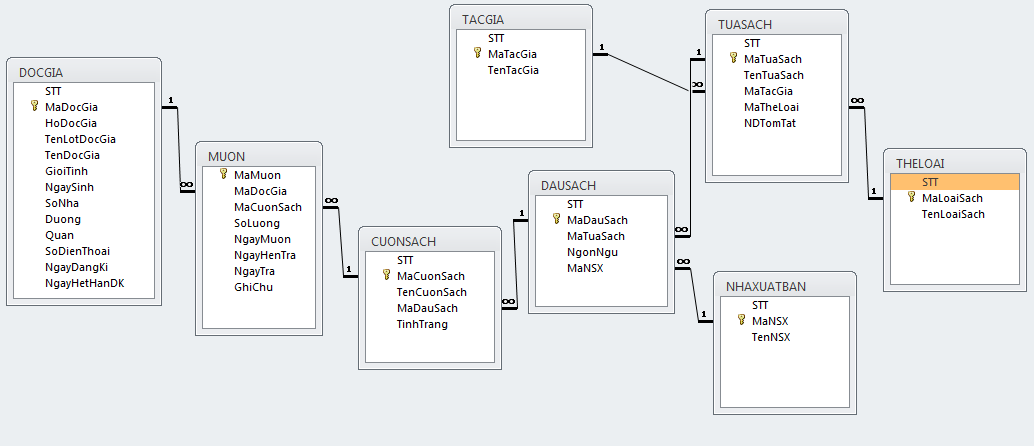 DOCGIA
STT
MaDocGia
HoDocGia
TenLotDocGia
TenDocGia
GioiTinh
NgaySinh
SoNha
Duong
Quan
SoDienThoai
NgayDangKi
NgayHetHanDK
1
∞
MUON
MaMuon
MaDocGia
MaCuonSach
SoLuong
NgayMuon
NgayHenTra
NgayTra
GhiChu
∞
1
CUONSACH
STT
MaCuonSach
TenCuonSach
MaDauSach
TinhTrang
1
∞
TACGIA
STT
MaTacGia
TenTacGia
1
∞
DAUSACH
STT
MaDauSach
MaTuaSach
NgonNgu
MaNSX
1
∞
∞
1
TUASACH
STT
MaTuaSach
TenTuaSach
MaTacGia
MaTheLoai
NDTomTat
∞
1
NHAXUATBAN
STT
MaNSX
TenNSX
THELOAI
STT
MaLoaiSach
TenLoaiSach